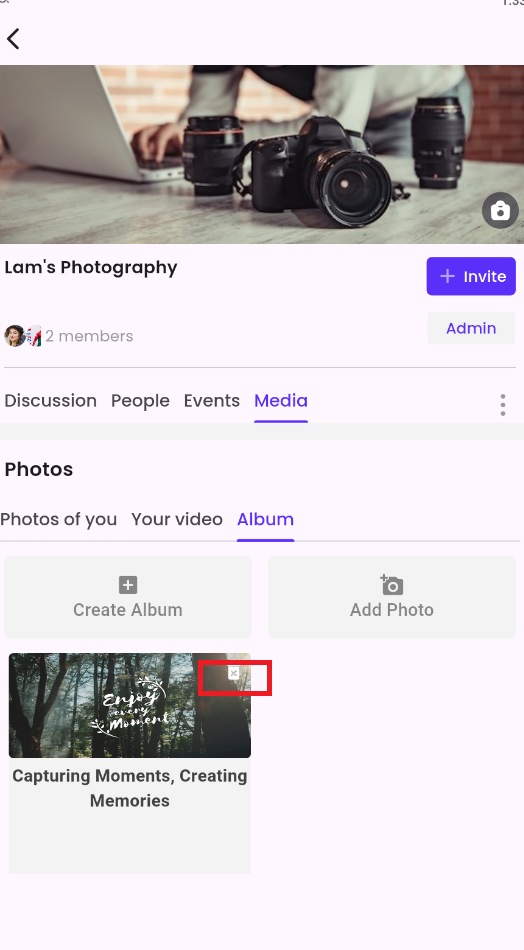 Lam's Photography
Invite
2 members
Admin
Discussion People Events Media
Photos
Photos of you Your video Album
Create Album Add Photo
Enjoy
every
Moment
Capturing Moments, Creating
Memories